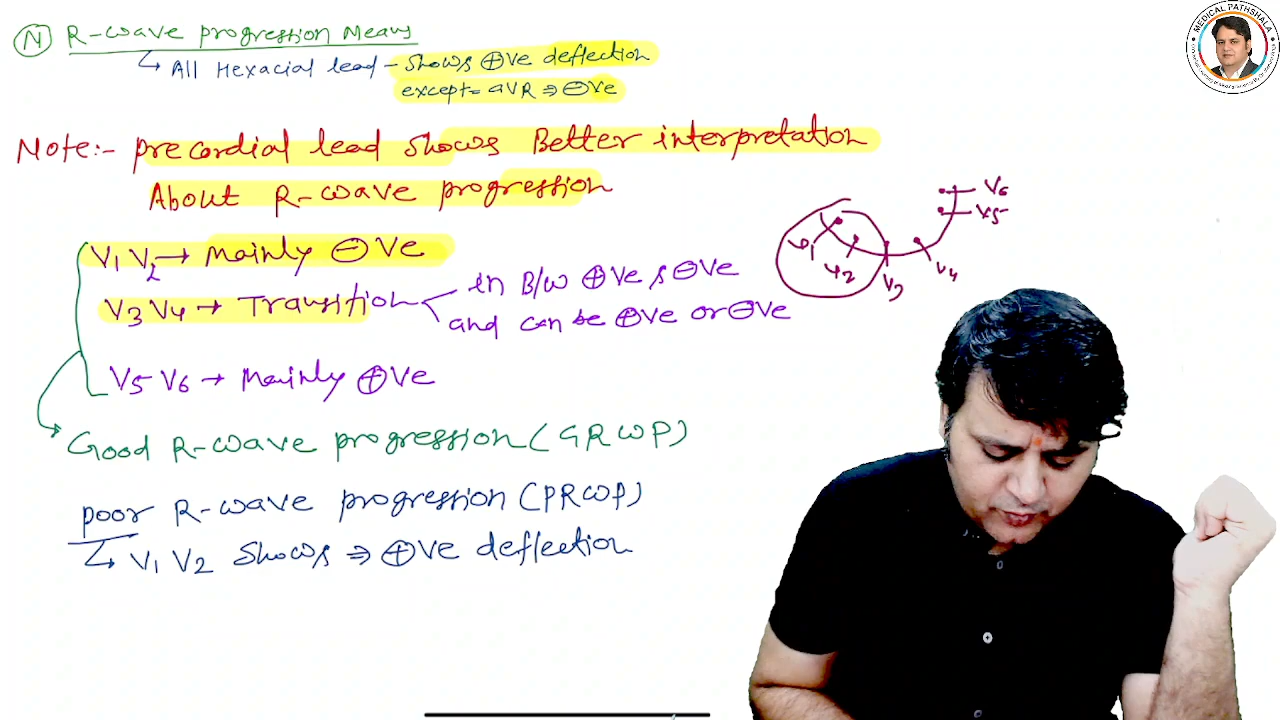 (N) R-wave progression Means
↳ All Hexacial lead - shows ⊕ve deflection
except = aVR ⇒ ⊖ve
Note:- precordial lead shows Better interpretation
About R-wave progression
V1 V2 → Mainly ⊖ve
V3 V4 → Transition
in B/w ⊕ve & ⊖ve
and can be ⊕ve or ⊖ve
V5 V6 → Mainly ⊕ve
Good R-wave progression (GRWP)
poor R-wave progression (PRWP)
↳ V1 V2 shows ⇒ ⊕ve deflection
V6
V5
V1
V2
V3
V4
MEDICAL PATHSHALA